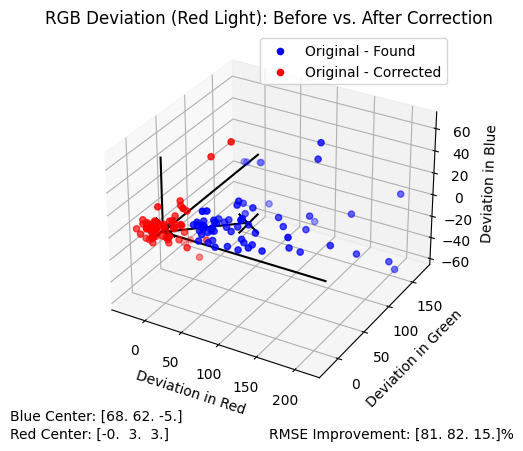 RGB Deviation (Red Light): Before vs. After Correction
Original - Found
Original - Corrected
60
40
20
0
−20
−40
−60
Deviation in Blue
150
100
50
0
Deviation in Green
0
50
100
150
200
Deviation in Red
Blue Center: [68. 62. -5.]
Red Center: [-0.  3.  3.]
RMSE Improvement: [81. 82. 15.]%